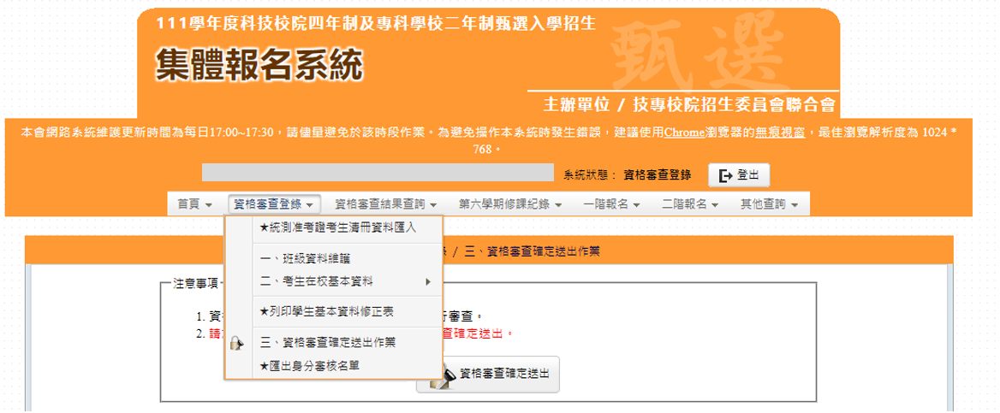 111學年度科技校院四年制及專科學校二年制甄選入學招生
甄選
集體報名系統
主辦單位 / 技專校院招生委員會聯合會
本會網路系統維護更新時間為每日17:00~17:30，請儘量避免於該時段作業。為避免操作本系統時發生錯誤，建議使用Chrome瀏覽器的無痕視窗，最佳瀏覽解析度為 1024 *
768。
系統狀態： 資格審查登錄 登出
首頁 資格審查登錄 資格審查結果查詢 第六學期修課紀錄 一階報名 二階報名 其他查詢
★統測准考證考生清冊資料匯入
/ 三、資格審查確定送出作業
一、班級資料維護
二、考生在校基本資料
注意事項
★列印學生基本資料修正表
1. 資
審查。
2. 請
查確定送出。
三、資格審查確定送出作業
★匯出身分審核名單
資格審查確定送出